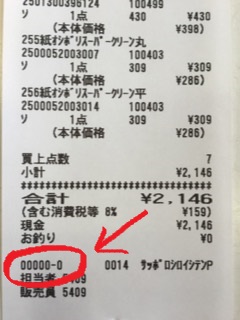 2501300396124 100499
ソ 1点 430 ¥430
(本体価格 ¥398)
255紙オシボリスーパークリーン丸
2500052003007 100403
ソ 1点 309 ¥309
(本体価格 ¥286)
256紙オシボリスーパークリーン平
2500052003014 100403
ソ 1点 309 ¥309
(本体価格 ¥286)
買上点数 7
小計 ¥2,146
合計 ¥2,146
(含む消費税等 8% ¥159)
現金 ¥2,146
お釣り ¥0
00000-0 0014 サッポロシロイシテンP
担当者 5409
販売員 5409